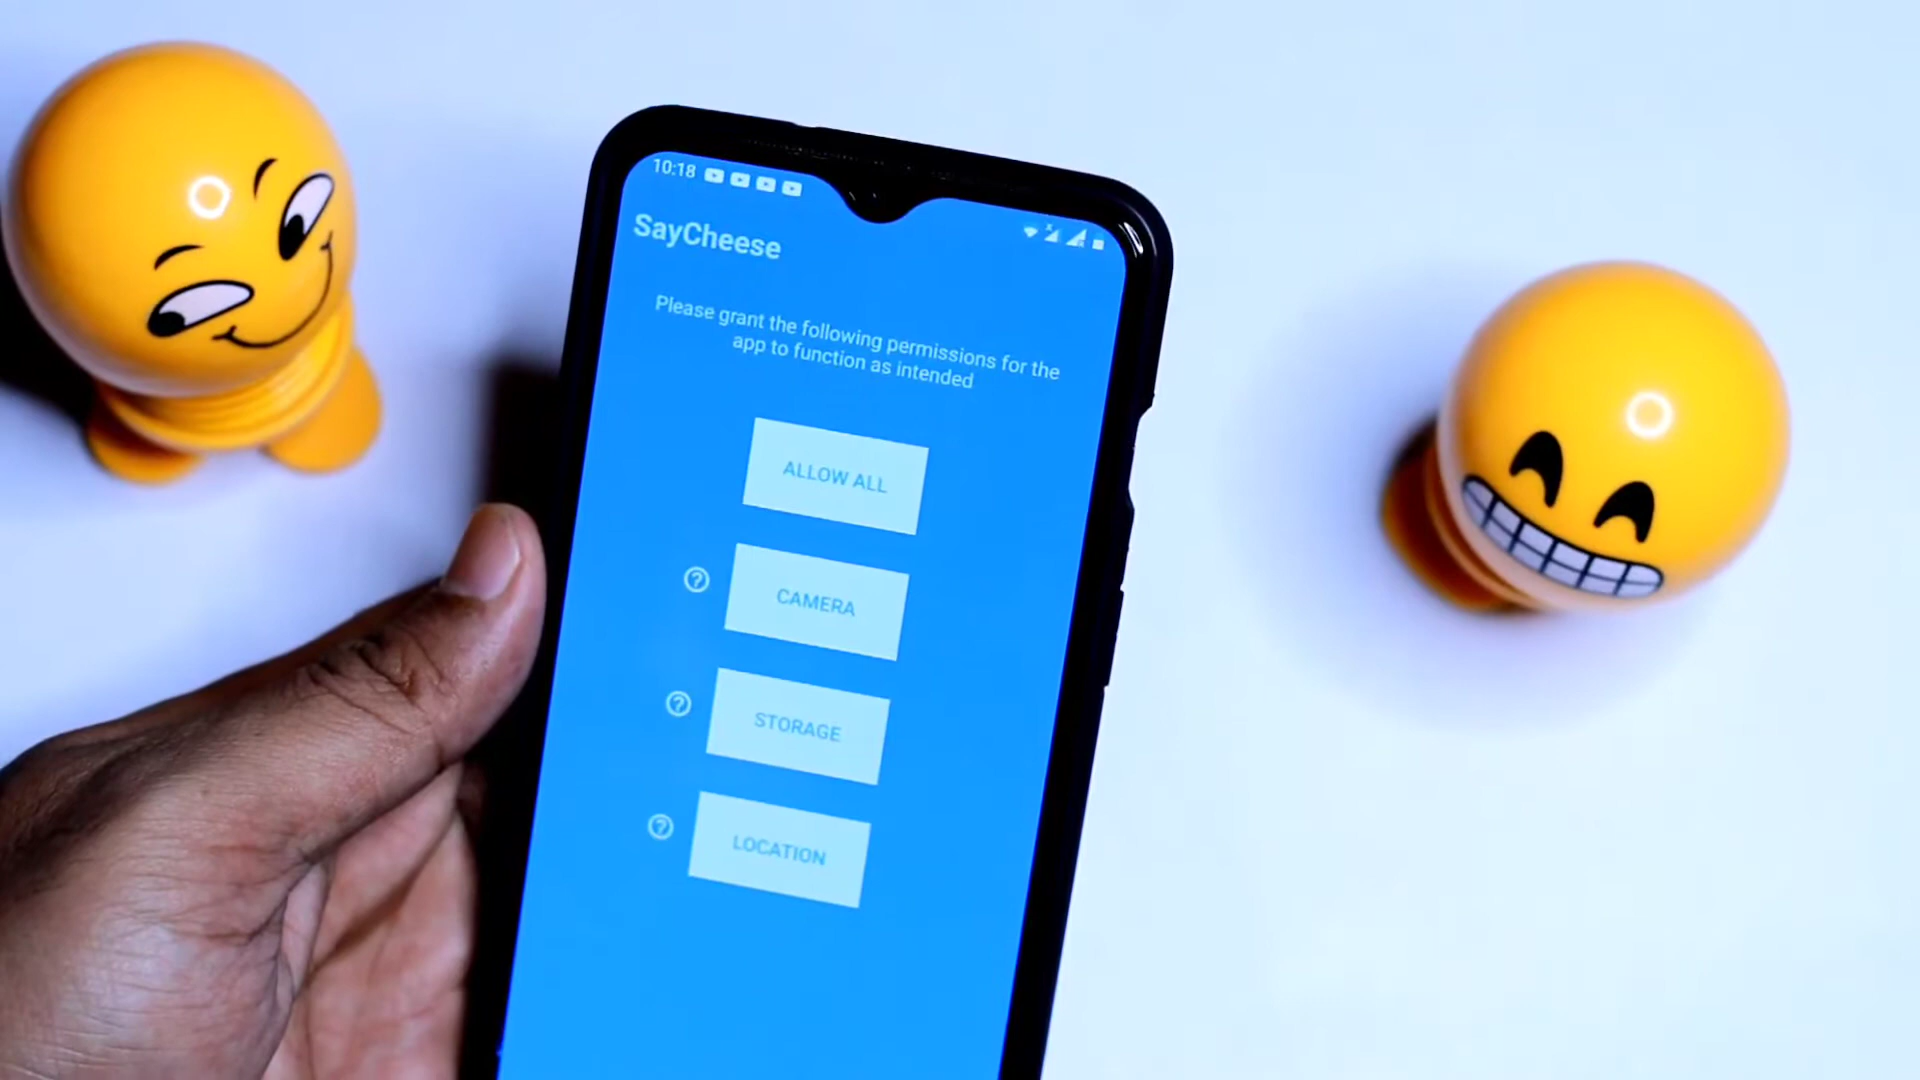 10:18
SayCheese
Please grant the following permissions for the
app to function as intended
ALLOW ALL
CAMERA
STORAGE
LOCATION